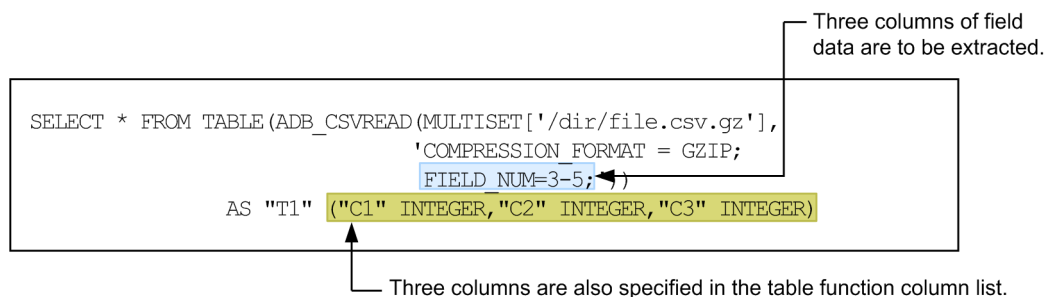 Three columns of field
data are to be extracted.
SELECT * FROM TABLE(ADB_CSVREAD(MULTISET['/dir/file.csv.gz'],
'COMPRESSION_FORMAT = GZIP;
FIELD_NUM=3-5;'))
AS "T1" ("C1" INTEGER,"C2" INTEGER,"C3" INTEGER)
Three columns are also specified in the table function column list.